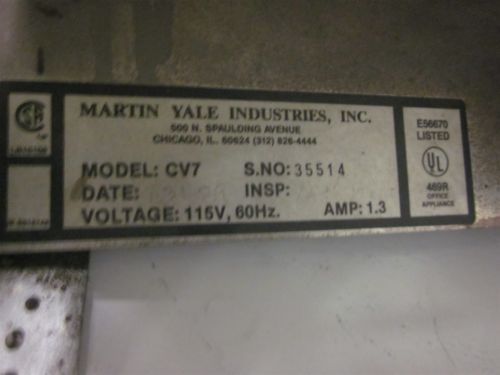 MARTIN YALE INDUSTRIES, INC.
500 N. SPAULDING AVENUE
CHICAGO, IL. 60624 (312) 826-4444
MODEL: CV7 S.NO: 35514
DATE: INSP:
VOLTAGE: 115V, 60Hz. AMP: 1.3
E56670
LISTED
UL
469R
OFFICE
APPLIANCE